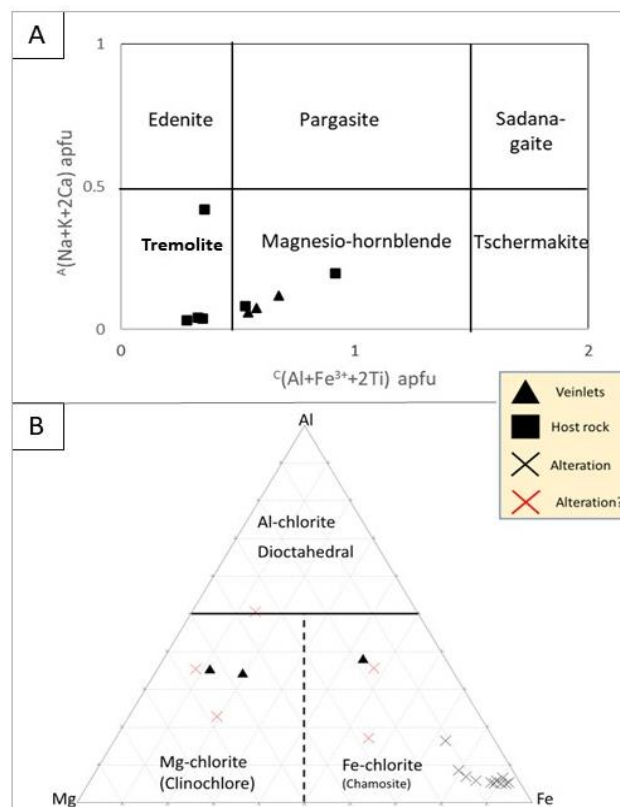 A
1
Edenite
Pargasite
Sadana-
gaite
ᴬ(Na+K+2Ca) apfu
0.5
Tremolite
Magnesio-hornblende
Tschermakite
0
0
1
2
ᶜ(Al+Fe³⁺+2Ti) apfu
Veinlets
Host rock
Alteration
Alteration?
B
Al
Al-chlorite
Dioctahedral
Mg-chlorite
(Clinochlore)
Fe-chlorite
(Chamosite)
Mg
Fe